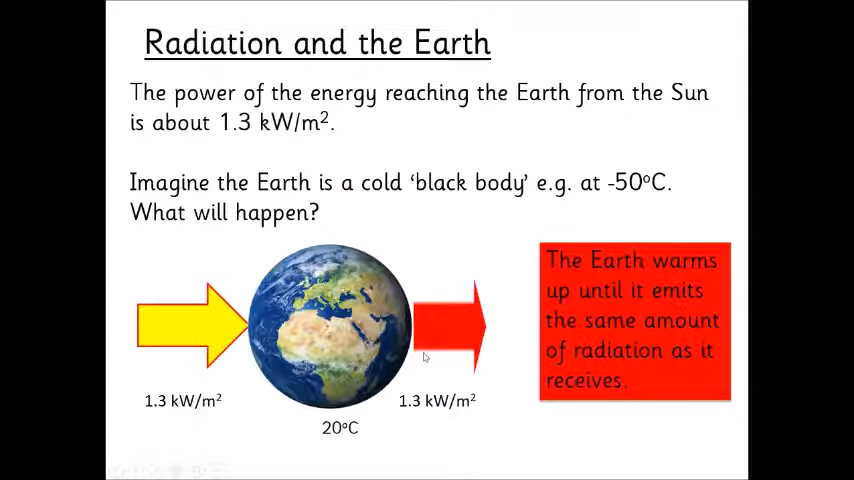 Radiation and the Earth
The power of the energy reaching the Earth from the Sun
is about 1.3 kW/m².
Imagine the Earth is a cold ‘black body’ e.g. at -50°C.
What will happen?
The Earth warms
up until it emits
the same amount
of radiation as it
receives.
1.3 kW/m²
1.3 kW/m²
20°C